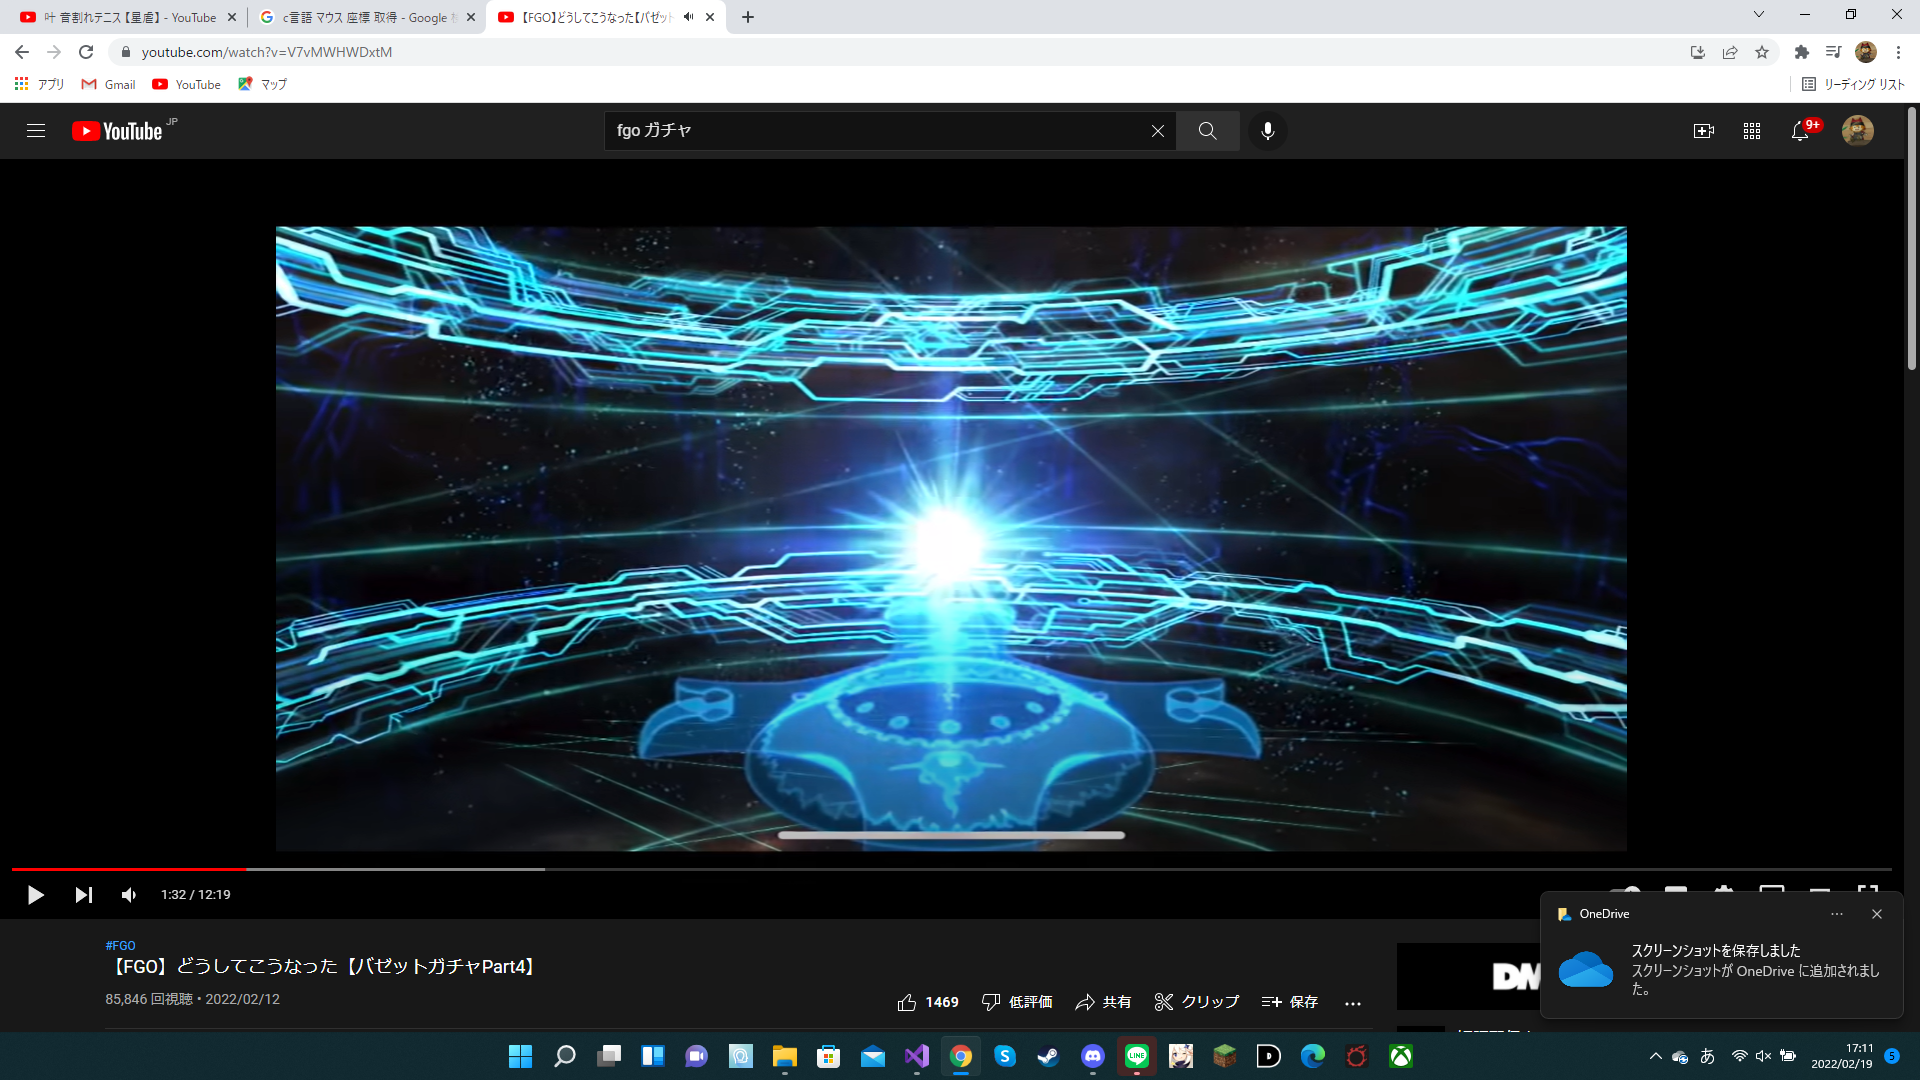 叶 音割れテニス【星虐】 - YouTube
c言語 マウス 座標 取得 - Google 検
【FGO】どうしてこうなった【バゼット
youtube.com/watch?v=V7vMWHWDxtM
アプリ
Gmail
YouTube
マップ
リーディング リスト
YouTube JP
fgo ガチャ
9+
1:32 / 12:19
#FGO
【FGO】どうしてこうなった【バゼットガチャPart4】
85,846 回視聴・2022/02/12
1469
低評価
共有
クリップ
保存
DM
OneDrive
スクリーンショットを保存しました
スクリーンショットが OneDrive に追加されまし
た。
LINE
あ
17:11
2022/02/19
5